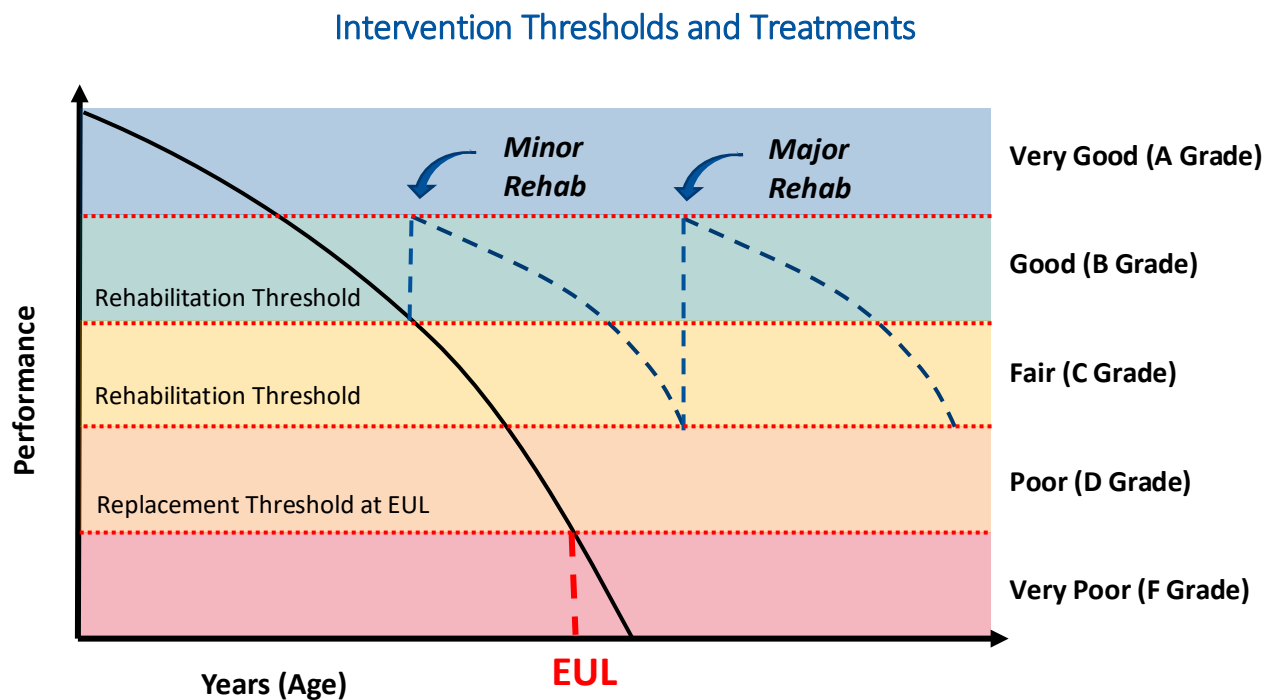 Intervention Thresholds and Treatments
Minor
Rehab
Major
Rehab
Very Good (A Grade)
Good (B Grade)
Rehabilitation Threshold
Fair (C Grade)
Rehabilitation Threshold
Performance
Poor (D Grade)
Replacement Threshold at EUL
Very Poor (F Grade)
EUL
Years (Age)